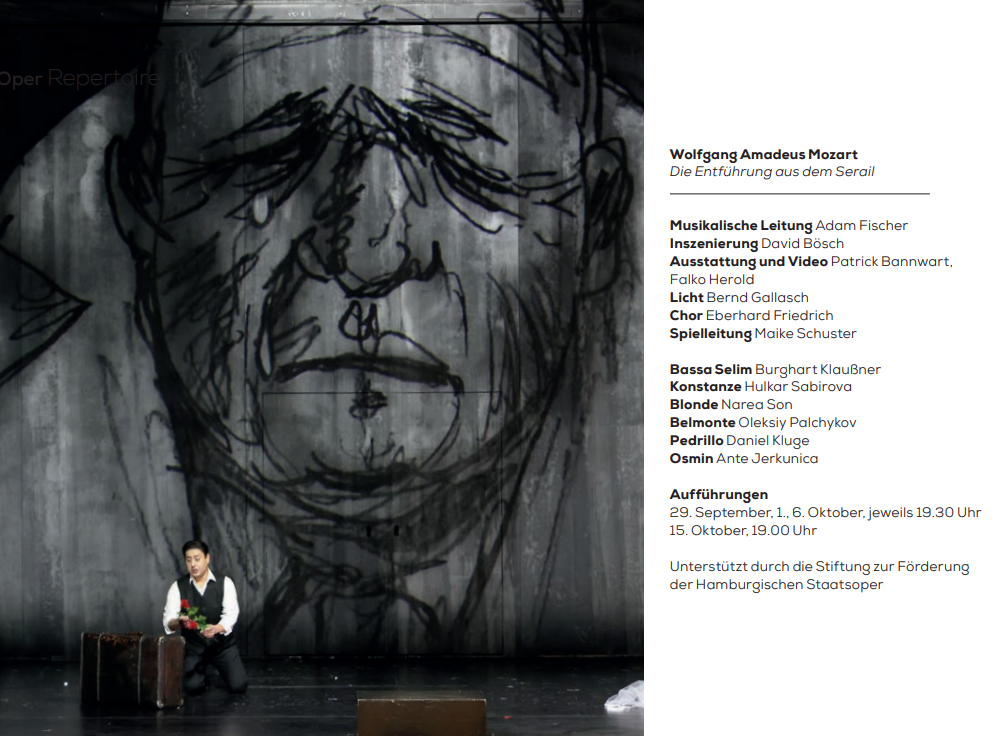 Oper Repertoire
Wolfgang Amadeus Mozart
Die Entführung aus dem Serail
Musikalische Leitung Adam Fischer
Inszenierung David Bösch
Ausstattung und Video Patrick Bannwart,
Falko Herold
Licht Bernd Gallasch
Chor Eberhard Friedrich
Spielleitung Maike Schuster
Bassa Selim Burghart Klaußner
Konstanze Hulkar Sabirova
Blonde Narea Son
Belmonte Oleksiy Palchykov
Pedrillo Daniel Kluge
Osmin Ante Jerkunica
Aufführungen
29. September, 1., 6. Oktober, jeweils 19.30 Uhr
15. Oktober, 19.00 Uhr
Unterstützt durch die Stiftung zur Förderung
der Hamburgischen Staatsoper